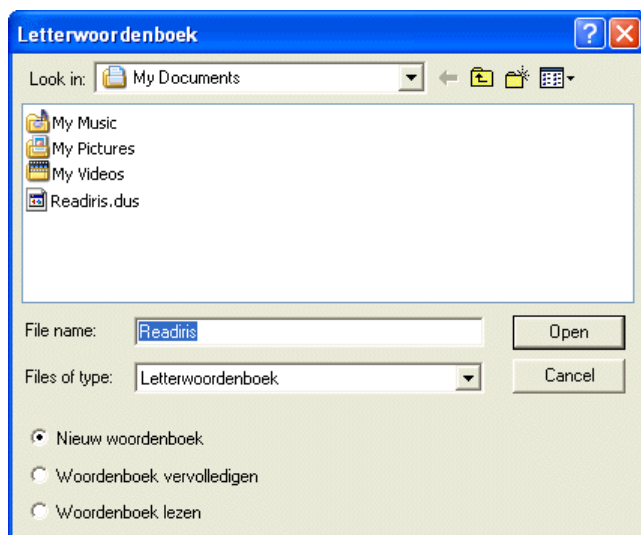 Letterwoordenboek
Look in: My Documents
My Music
My Pictures
My Videos
Readiris.dus
File name: Readiris Open
Files of type: Letterwoordenboek Cancel
Nieuw woordenboek
Woordenboek vervolledigen
Woordenboek lezen